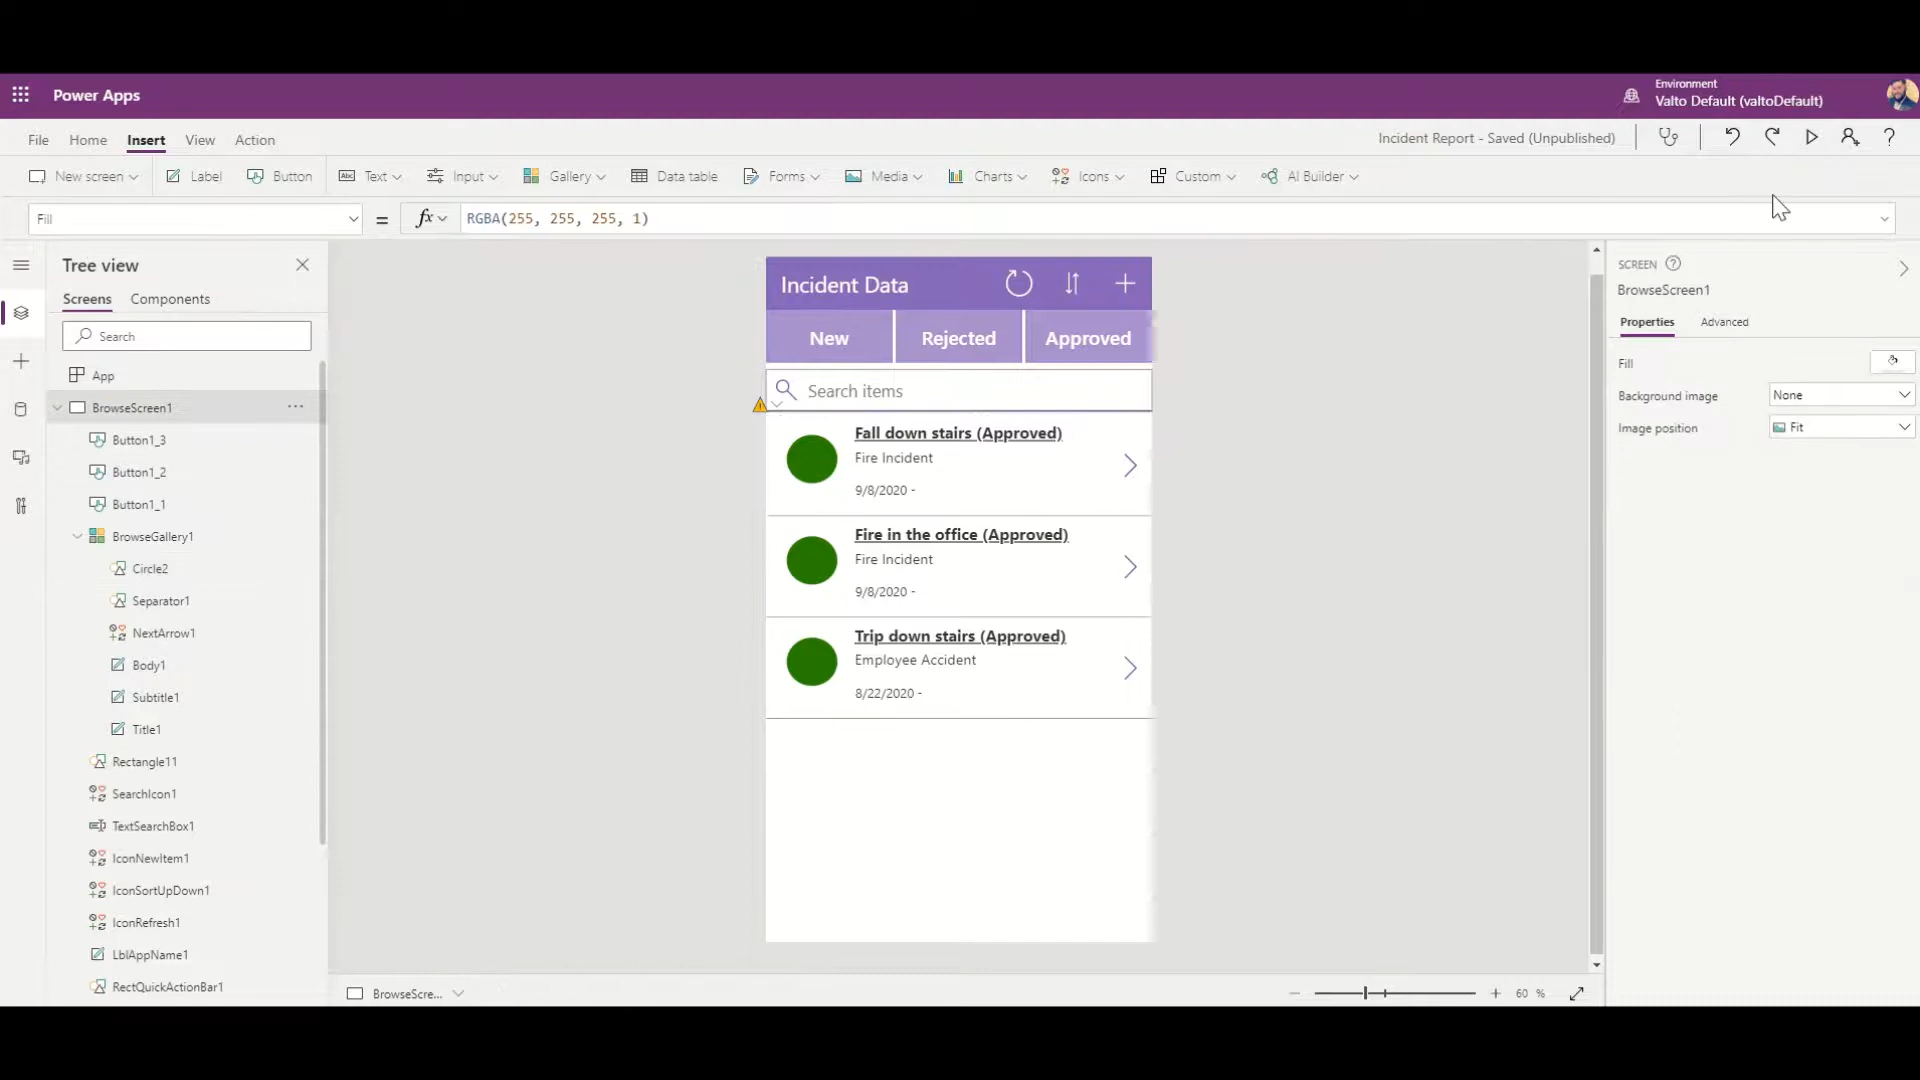 Power Apps
Environment
Valto Default (valtoDefault)
File Home Insert View Action
Incident Report - Saved (Unpublished)
New screen Label Button Text Input Gallery Data table Forms Media Charts Icons Custom AI Builder
Fill = fx RGBA(255, 255, 255, 1)
Tree view
Screens Components
Search
App
BrowseScreen1
Button1_3
Button1_2
Button1_1
BrowseGallery1
Circle2
Separator1
NextArrow1
Body1
Subtitle1
Title1
Rectangle11
SearchIcon1
TextSearchBox1
IconNewItem1
IconSortUpDown1
IconRefresh1
LblAppName1
RectQuickActionBar1
Incident Data
New Rejected Approved
Search items
Fall down stairs (Approved)
Fire Incident
9/8/2020 -
Fire in the office (Approved)
Fire Incident
9/8/2020 -
Trip down stairs (Approved)
Employee Accident
8/22/2020 -
BrowseScre...
60 %
SCREEN
BrowseScreen1
Properties Advanced
Fill
Background image None
Image position Fit